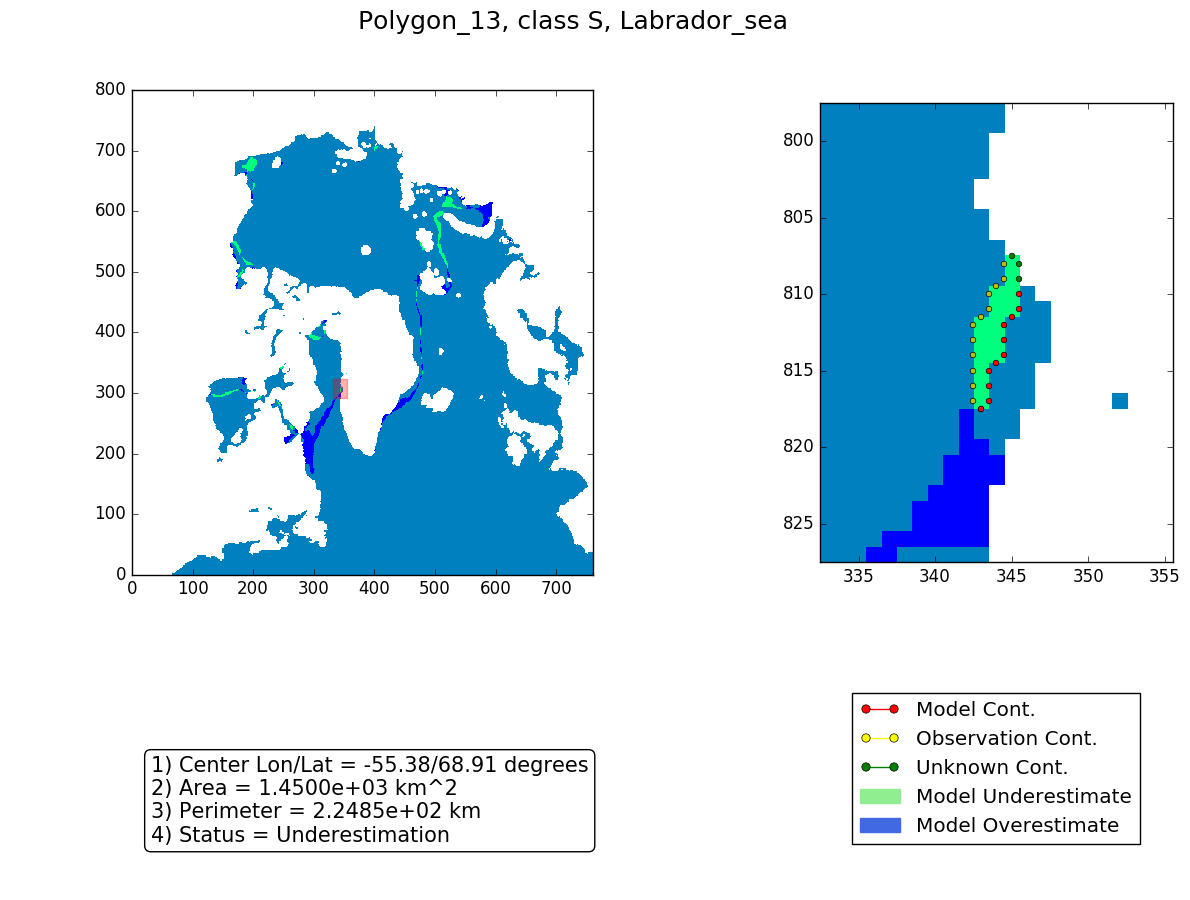 Polygon_13, class S, Labrador_sea
800
700
600
500
400
300
200
100
0
0 100 200 300 400 500 600 700
800
805
810
815
820
825
335 340 345 350 355
1) Center Lon/Lat = -55.38/68.91 degrees
2) Area = 1.4500e+03 km^2
3) Perimeter = 2.2485e+02 km
4) Status = Underestimation
Model Cont.
Observation Cont.
Unknown Cont.
Model Underestimate
Model Overestimate